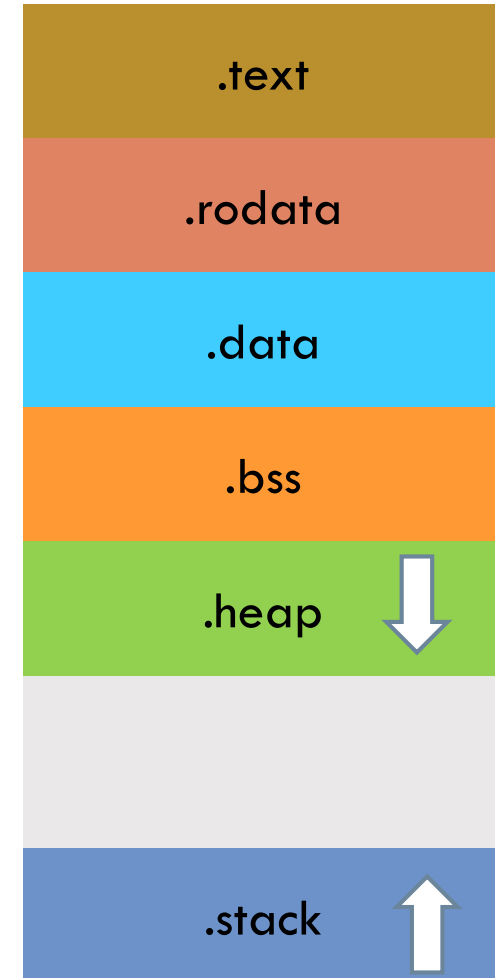 .text
.rodata
.data
.bss
.heap
.stack